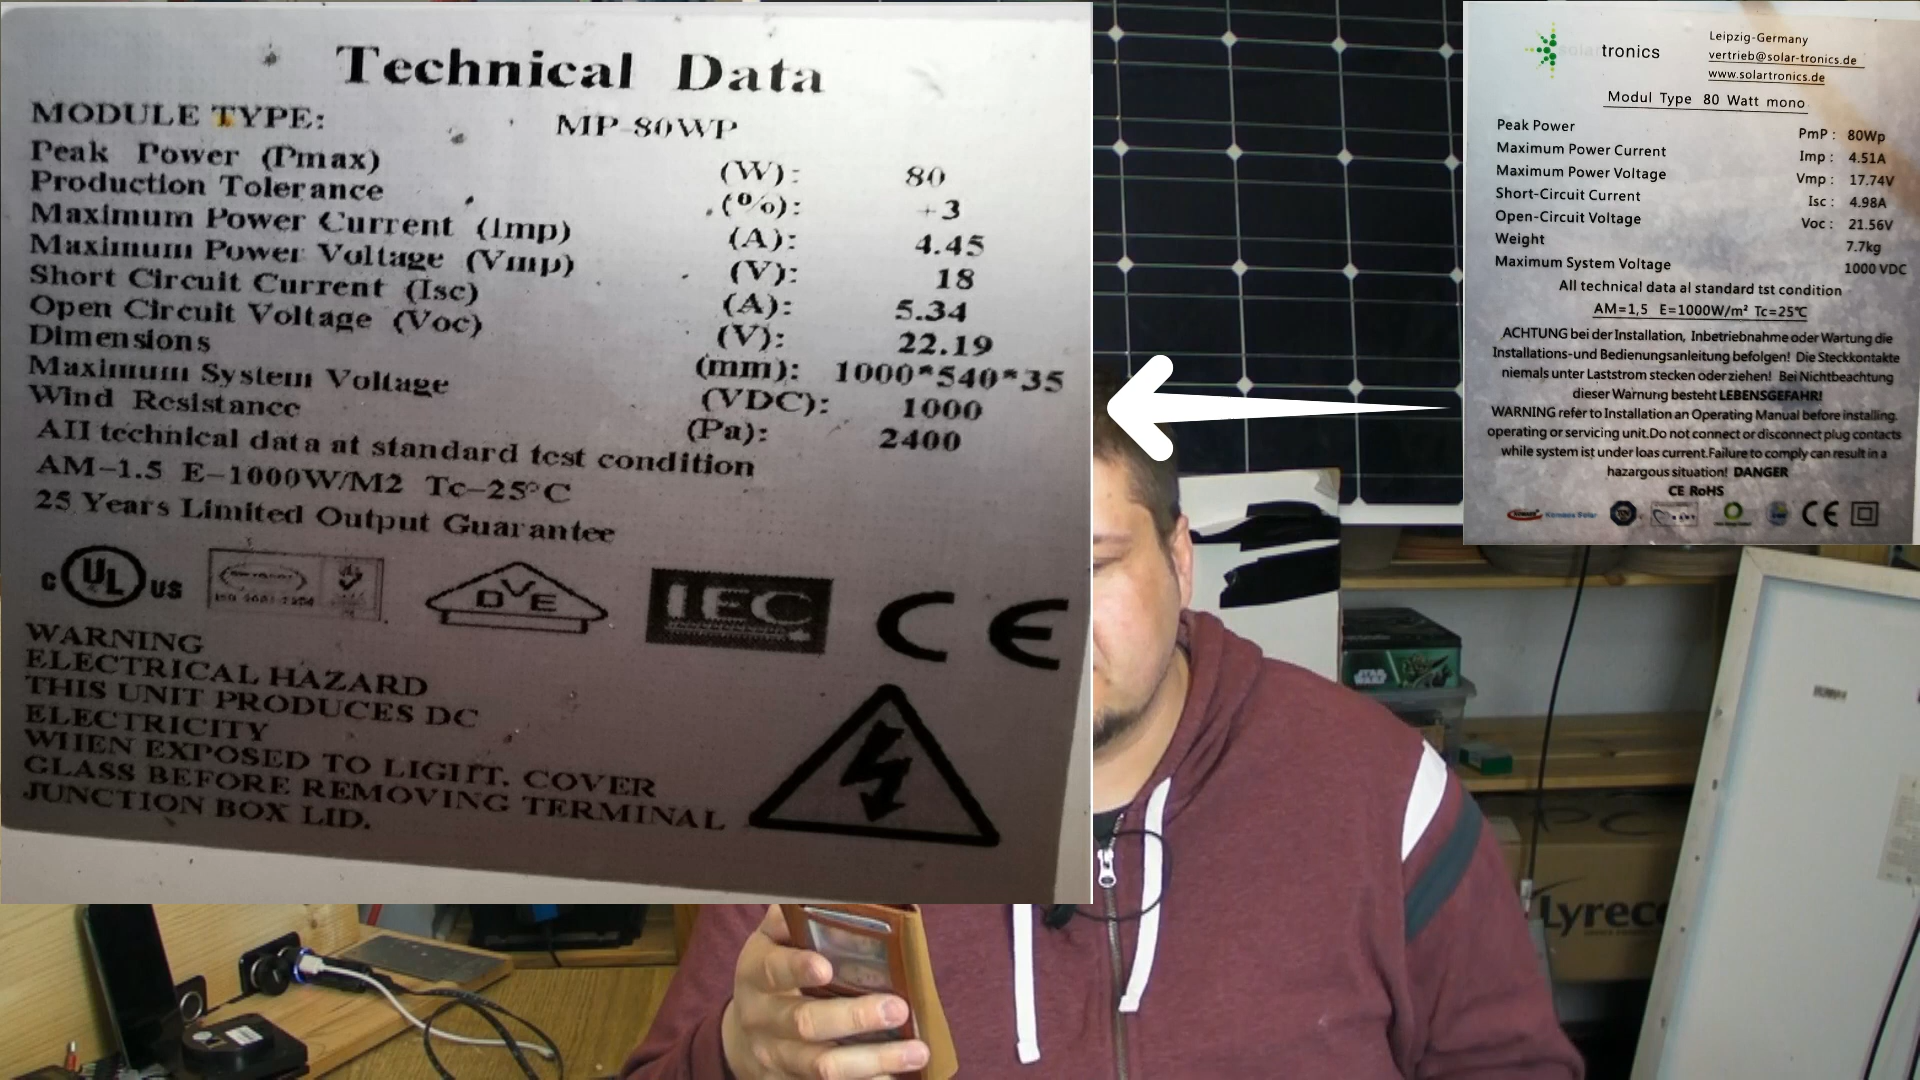 Technical Data
MODULE TYPE: MP-80WP
Peak Power (Pmax) (W): 80
Production Tolerance (%): +3
Maximum Power Current (Imp) (A): 4.45
Maximum Power Voltage (Vmp) (V): 18
Short Circuit Current (Isc) (A): 5.34
Open Circuit Voltage (Voc) (V): 22.19
Dimensions (mm): 1000*540*35
Maximum System Voltage (VDC): 1000
Wind Resistance (Pa): 2400
All technical data at standard test condition
AM-1.5 E-1000W/M2 Tc-25°C
25 Years Limited Output Guarantee
c UL US
DVE
IEC
CE
WARNING
ELECTRICAL HAZARD
THIS UNIT PRODUCES DC
ELECTRICITY
WHEN EXPOSED TO LIGHT. COVER
GLASS BEFORE REMOVING TERMINAL
JUNCTION BOX LID.
solar tronics
Leipzig-Germany
vertrieb@solar-tronics.de
www.solartronics.de
Modul Type 80 Watt mono
Peak Power PmP : 80Wp
Maximum Power Current Imp : 4.51A
Maximum Power Voltage Vmp : 17.74V
Short-Circuit Current Isc : 4.98A
Open-Circuit Voltage Voc : 21.56V
Weight 7.7kg
Maximum System Voltage 1000 VDC
All technical data al standard tst condition
AM=1,5 E=1000W/m² Tc=25℃
ACHTUNG bei der Installation, Inbetriebnahme oder Wartung die
Installations-und Bedienungsanleitung befolgen! Die Steckkontakte
niemals unter Laststrom stecken oder ziehen! Bei Nichtbeachtung
dieser Warnung besteht LEBENSGEFAHR!
WARNING refer to Installation an Operating Manual before installing.
operating or servicing unit.Do not connect or disconnect plug contacts
while system ist under loas current.Failure to comply can result in a
hazargous situation! DANGER
CE RoHS
CE
STAR WARS
Lyreco